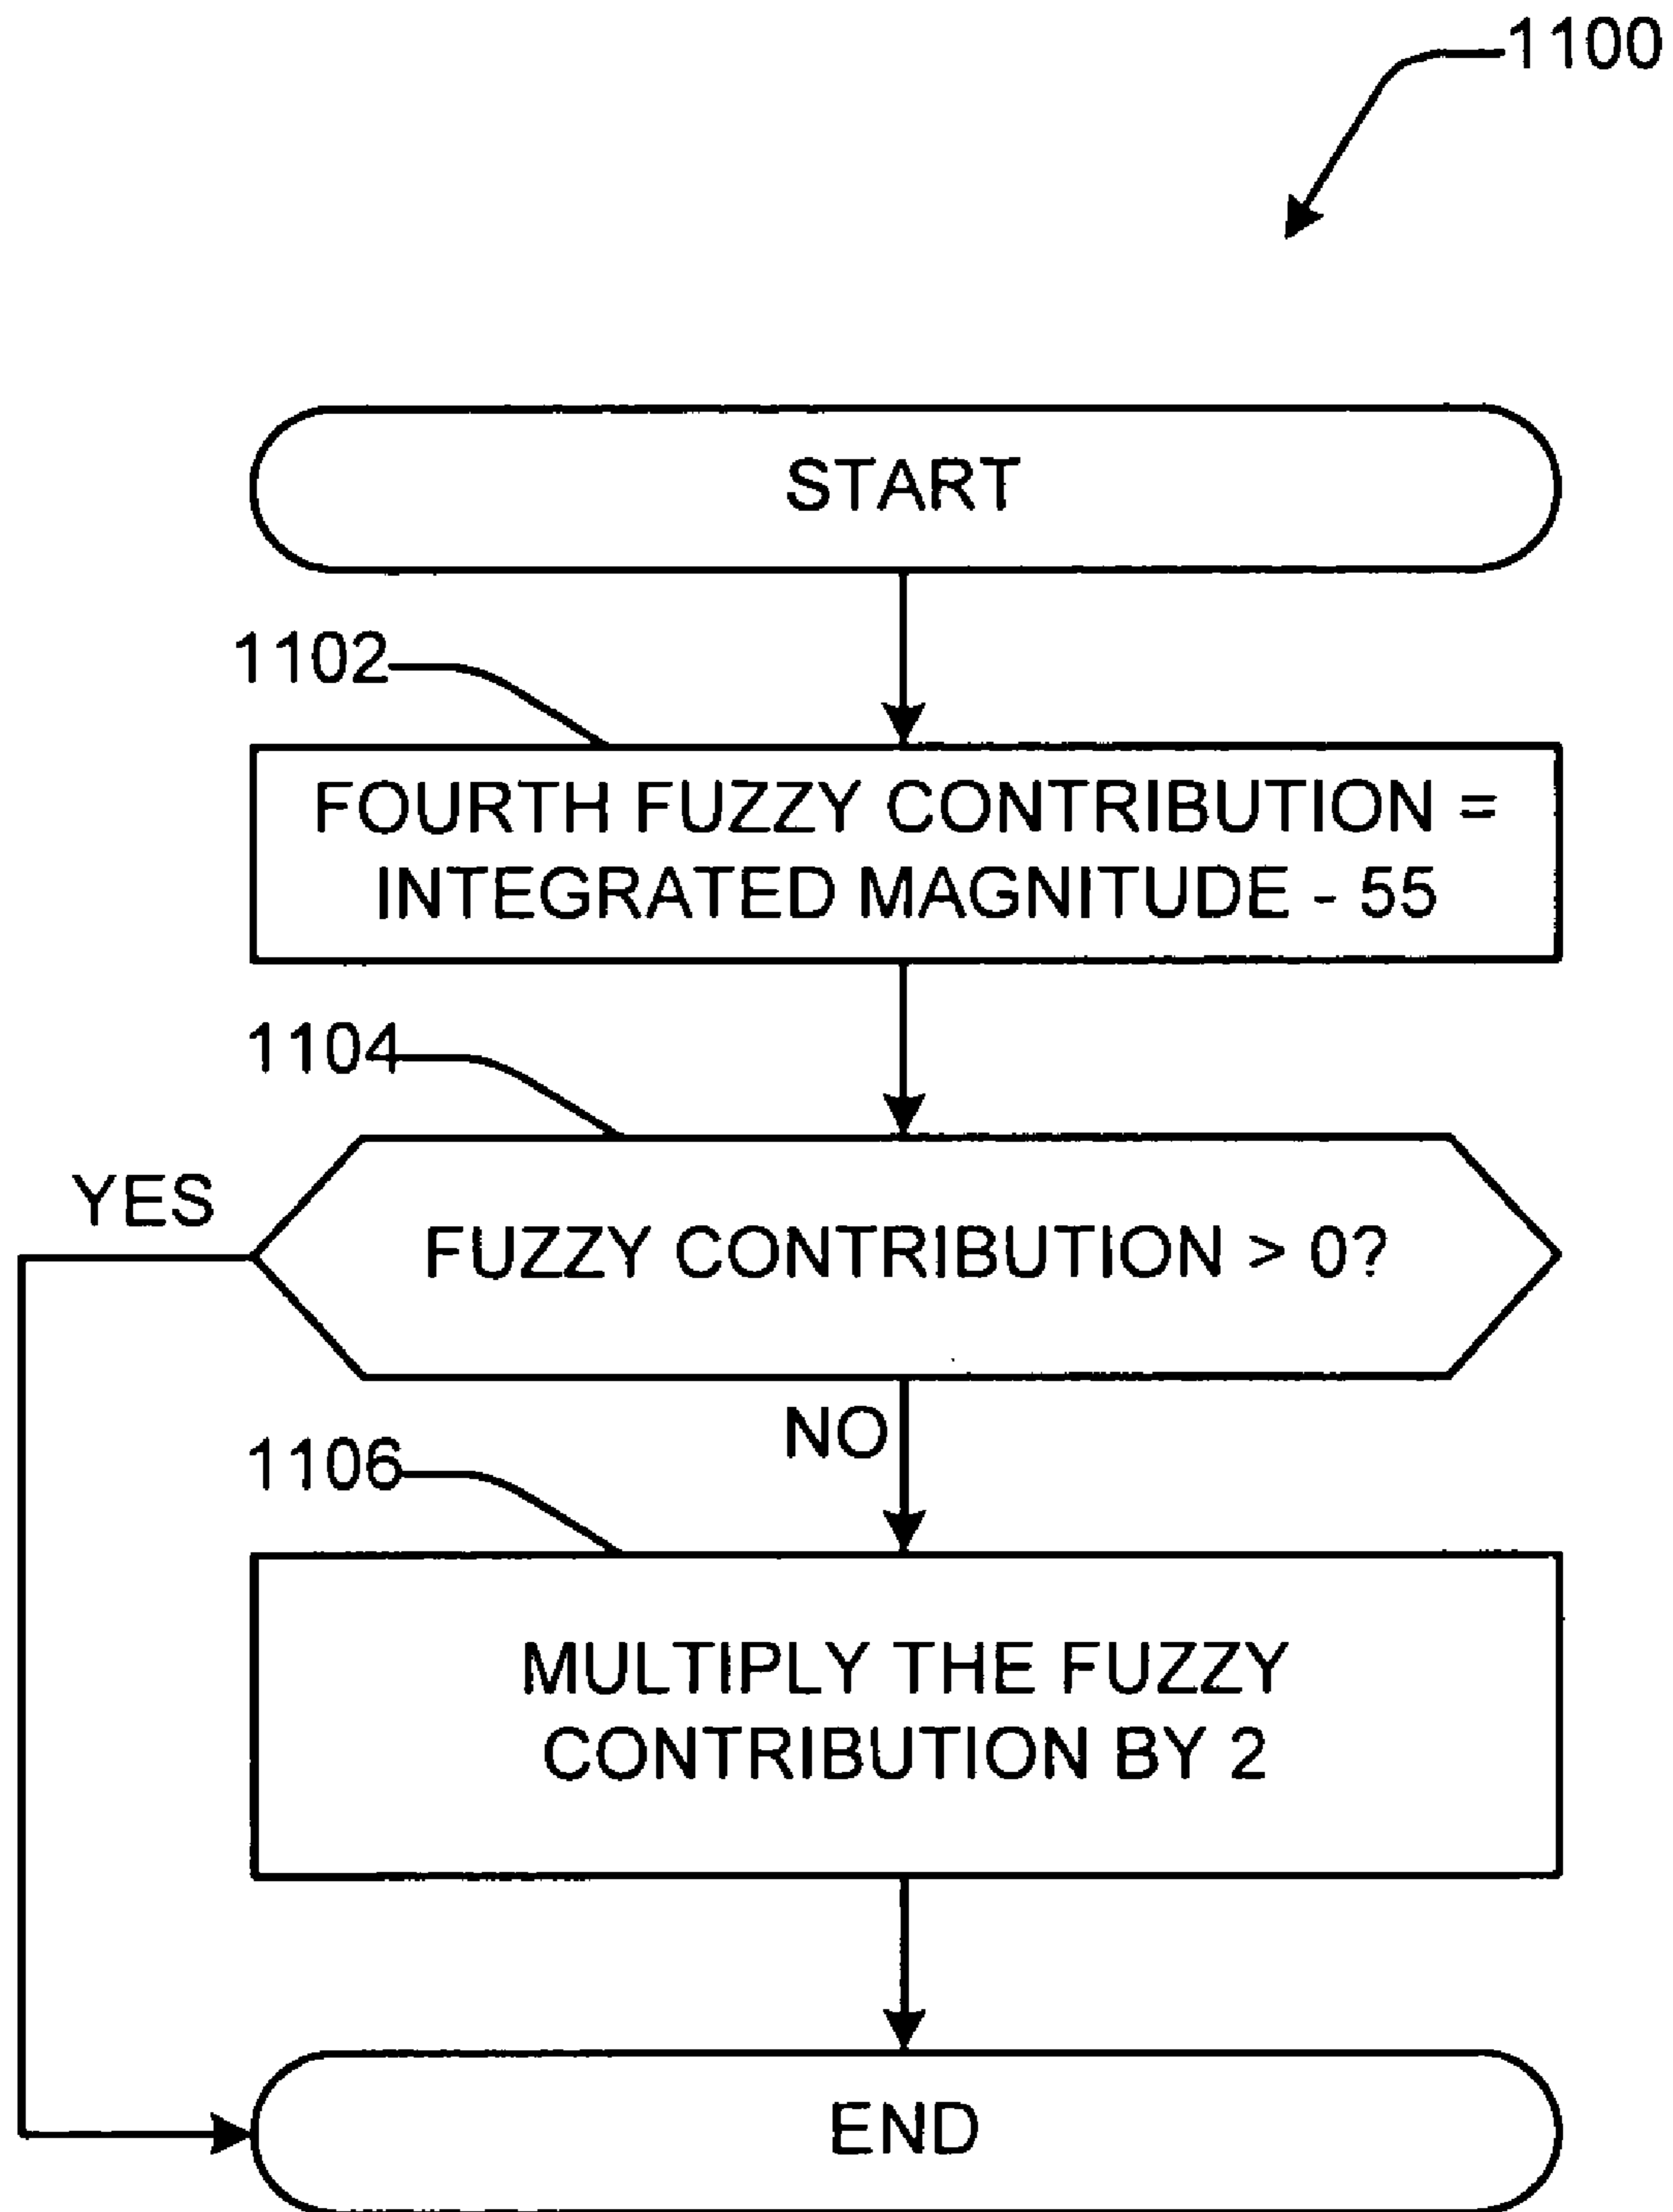 1100
START
1102
FOURTH FUZZY CONTRIBUTION =
INTEGRATED MAGNITUDE - 55
1104
YES
FUZZY CONTRIBUTION > 0?
NO
1106
MULTIPLY THE FUZZY
CONTRIBUTION BY 2
END